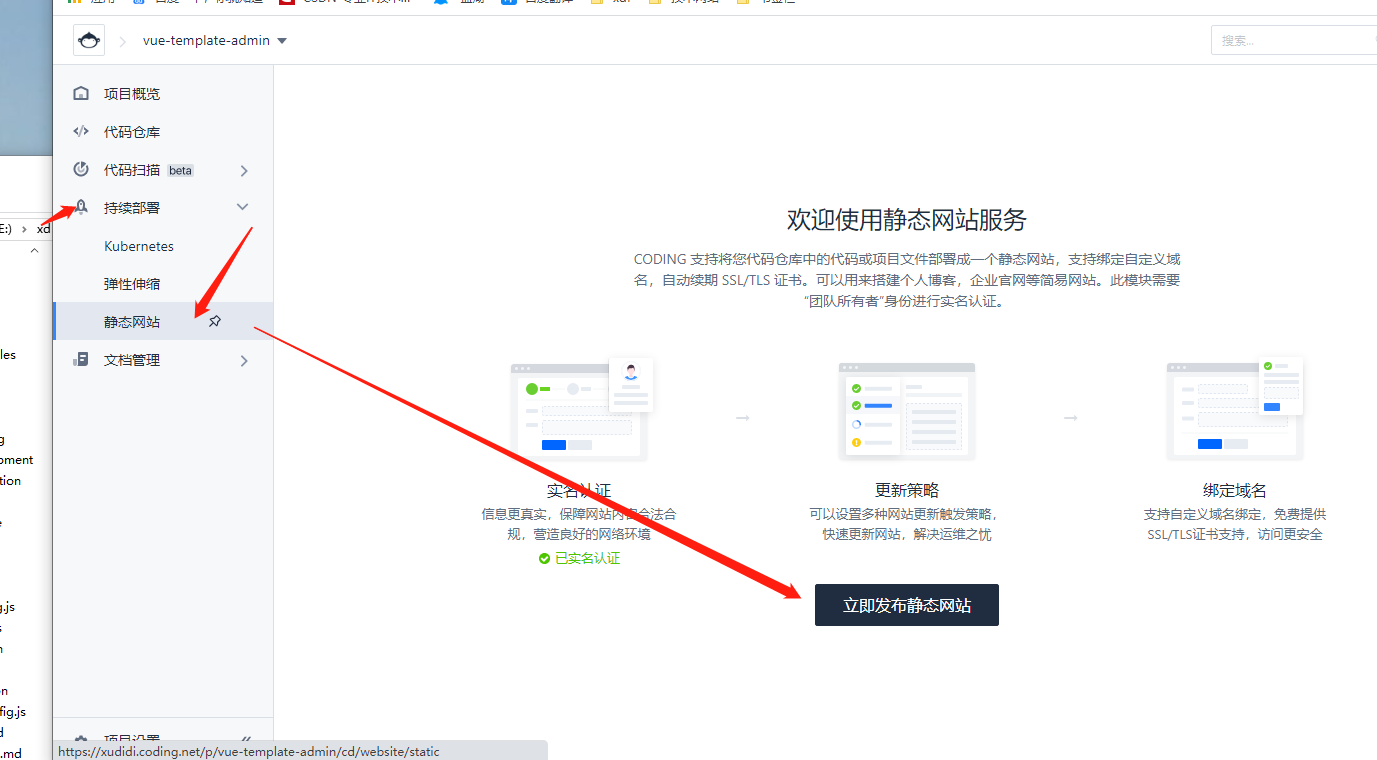 vue-template-admin
搜索...
项目概览
代码仓库
代码扫描 beta
持续部署
Kubernetes
弹性伸缩
静态网站
文档管理
E:) › xd
les
oment
tion
g.js
fig.js
.md
欢迎使用静态网站服务
CODING 支持将您代码仓库中的代码或项目文件部署成一个静态网站，支持绑定自定义域
名，自动续期 SSL/TLS 证书。可以用来搭建个人博客，企业官网等简易网站。此模块需要
“团队所有者”身份进行实名认证。
实名认证
信息更真实，保障网站内容合法合
规，营造良好的网络环境
已实名认证
更新策略
可以设置多种网站更新触发策略，
快速更新网站，解决运维之忧
绑定域名
支持自定义域名绑定，免费提供
SSL/TLS证书支持，访问更安全
立即发布静态网站
项目设置
https://xudidi.coding.net/p/vue-template-admin/cd/website/static